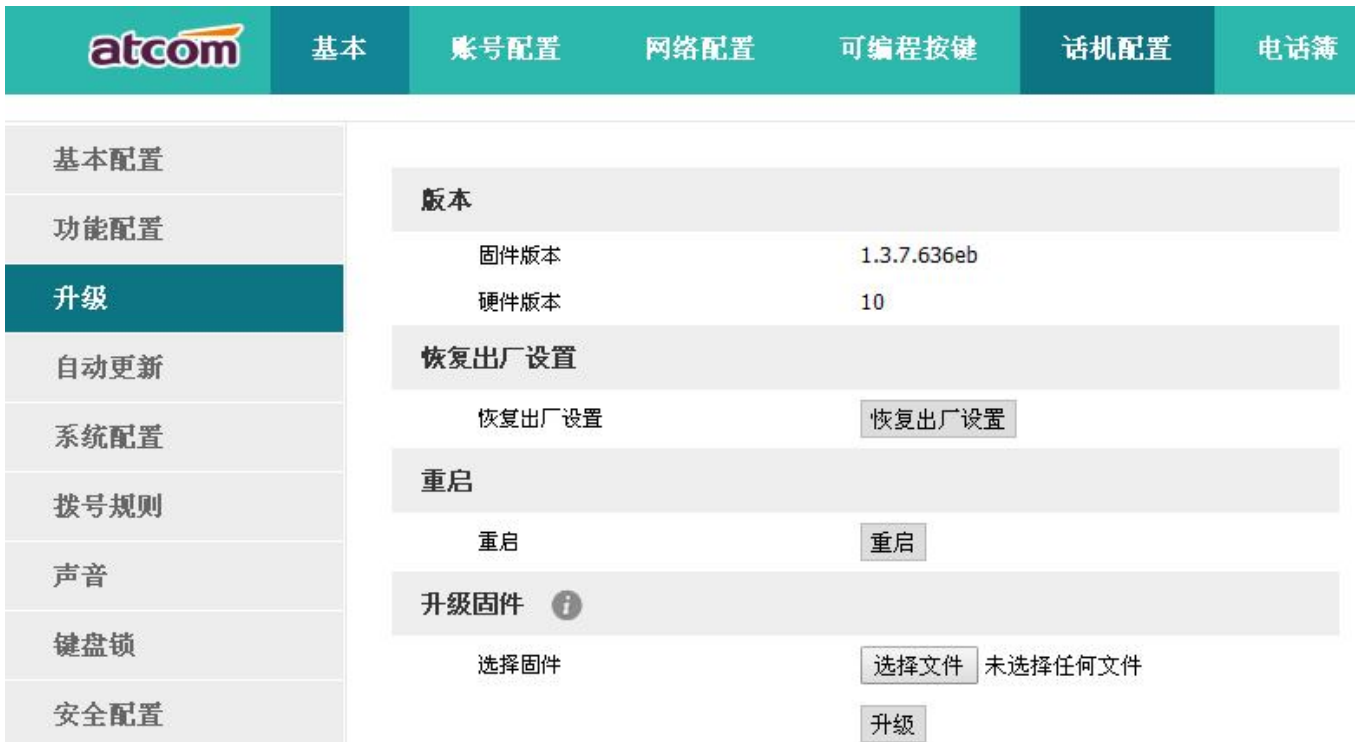 atcom 基本 账号配置 网络配置 可编程按键 话机配置 电话簿
基本配置
功能配置
升级
自动更新
系统配置
拨号规则
声音
键盘锁
安全配置
版本
固件版本 1.3.7.636eb
硬件版本 10
恢复出厂设置
恢复出厂设置 恢复出厂设置
重启
重启 重启
升级固件 i
选择固件 选择文件 未选择任何文件
升级